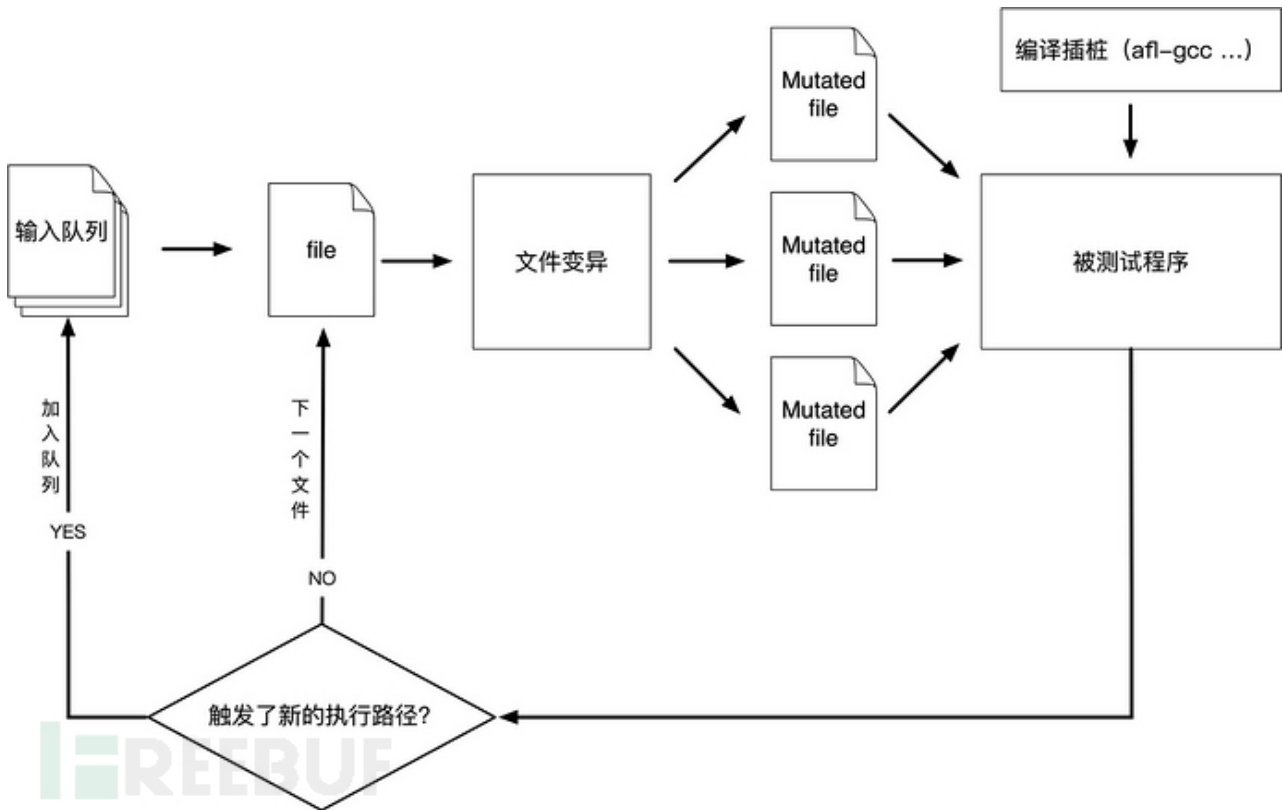 编译插桩（afl-gcc ...）
Mutated
file
输入队列
file
文件变异
Mutated
file
被测试程序
Mutated
file
加入队列
下一个文件
YES
NO
触发了新的执行路径?
FREEBUF